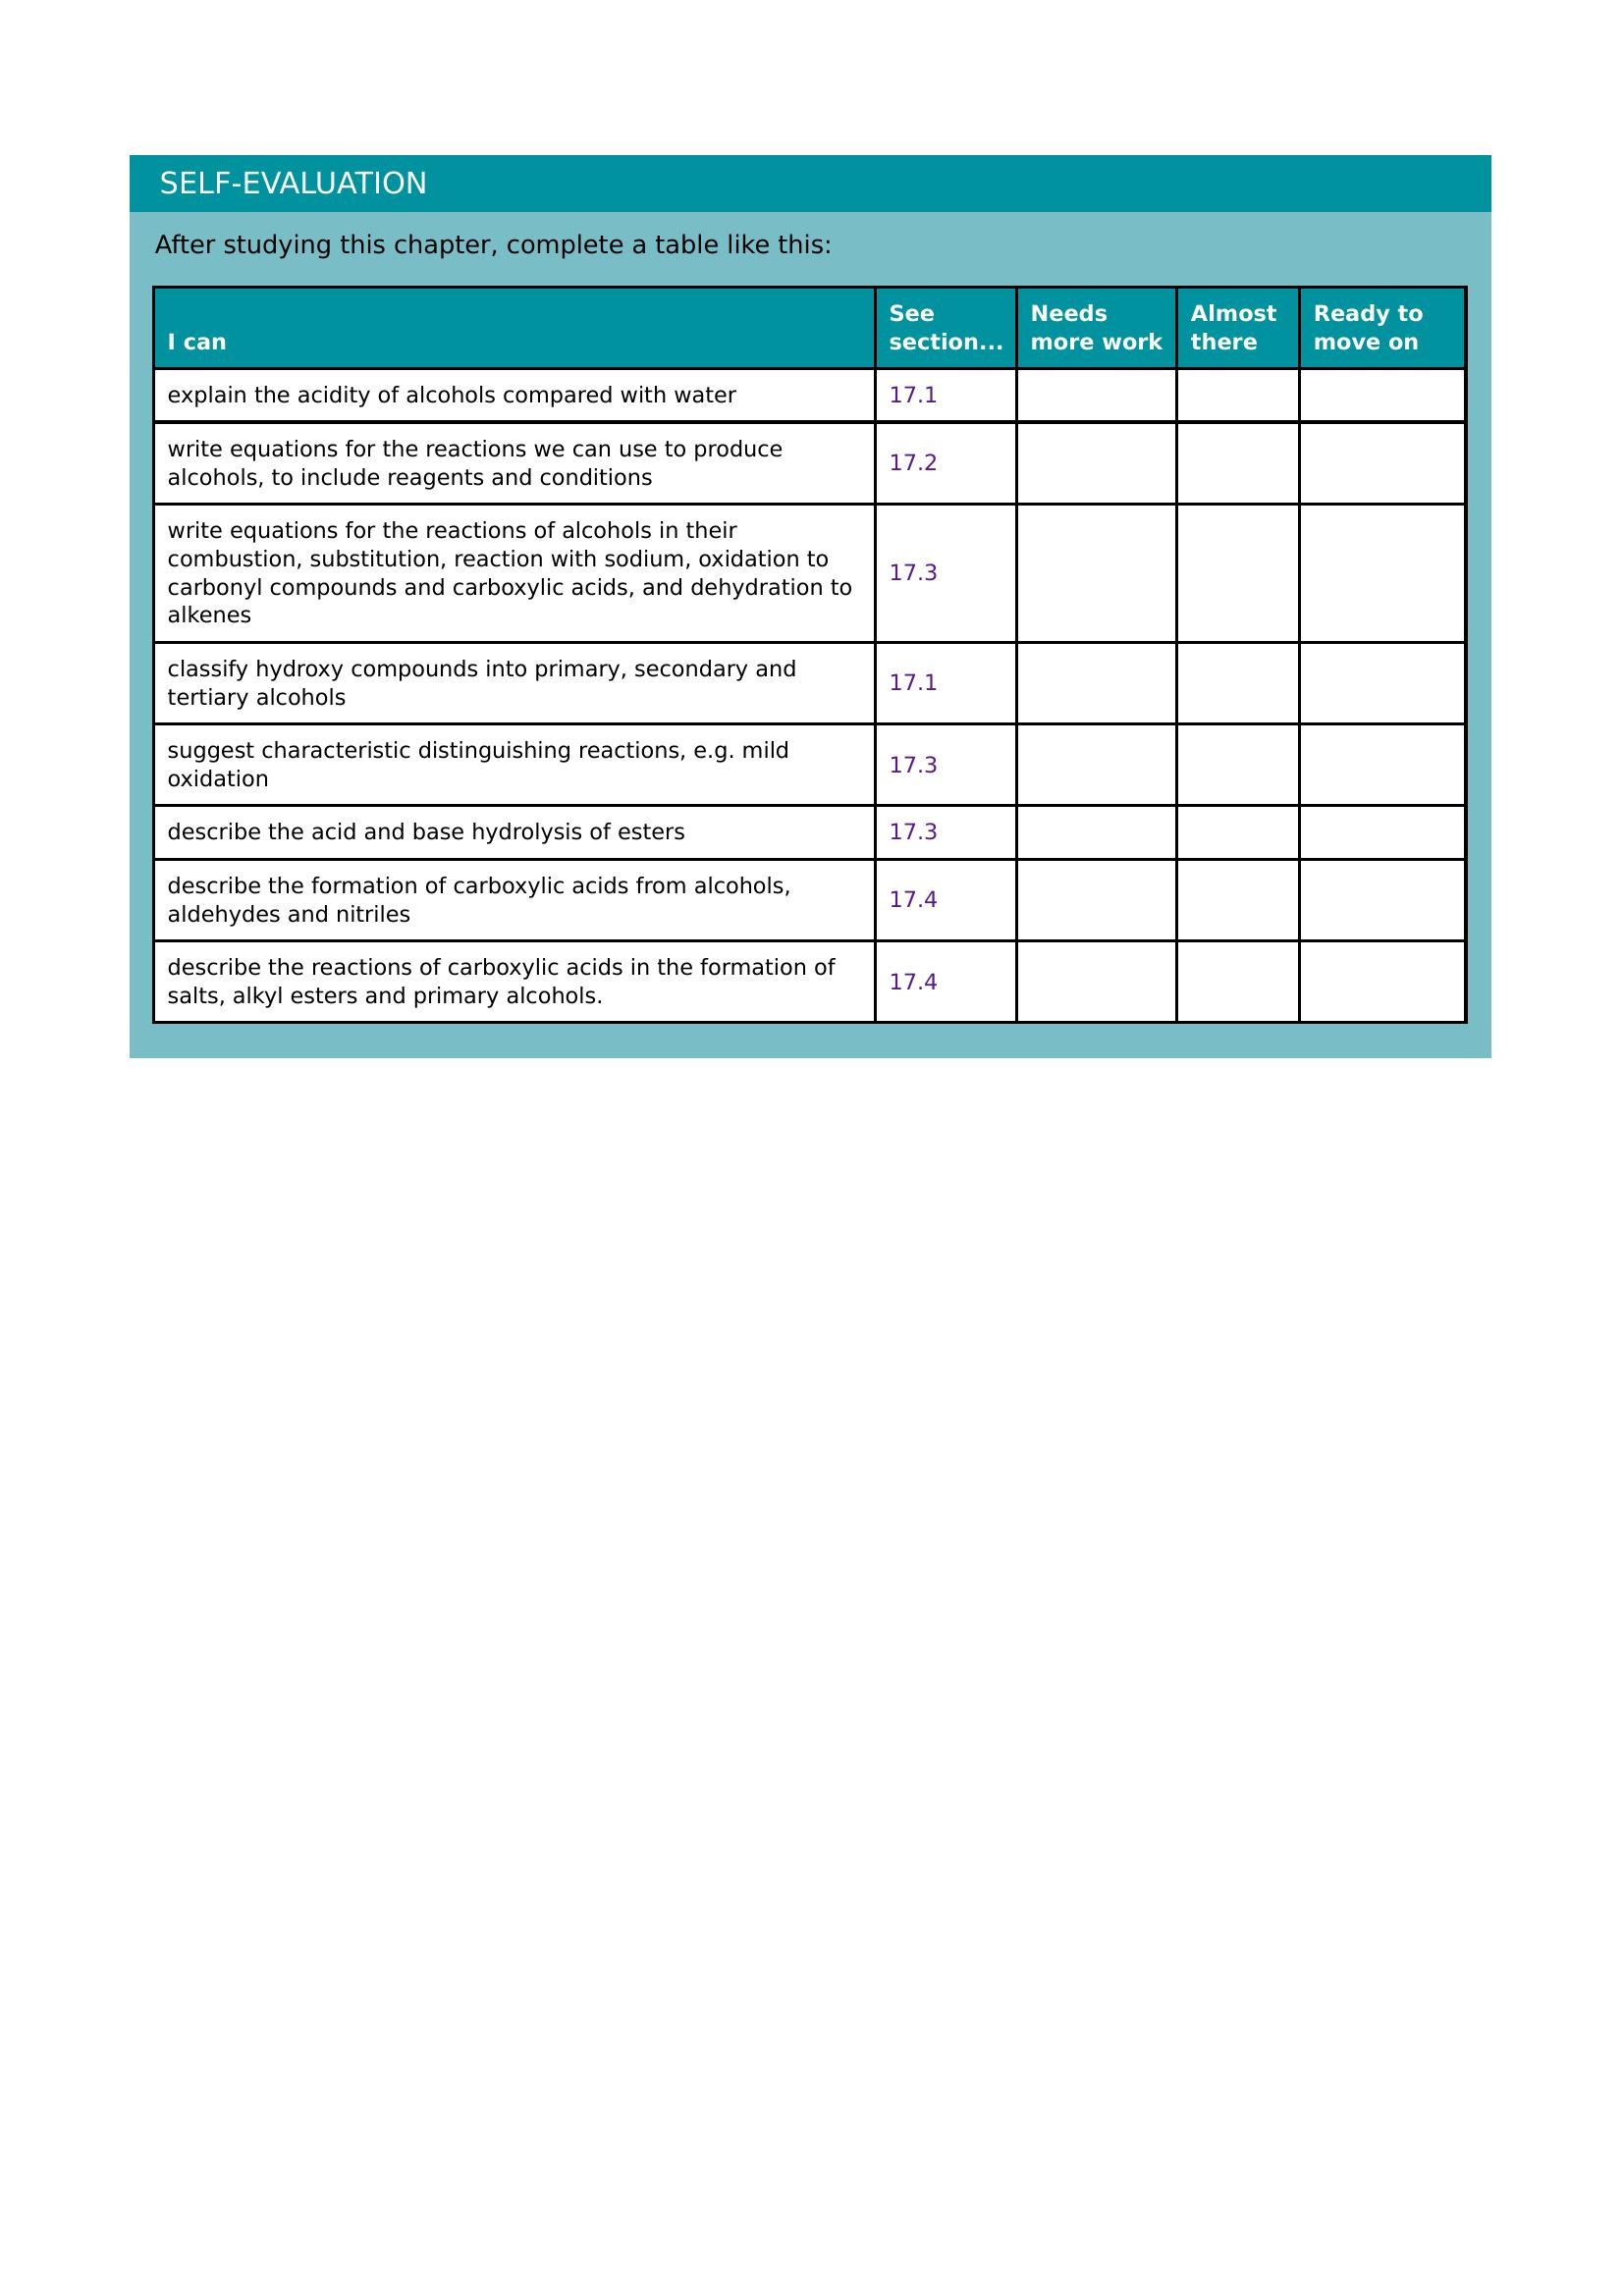 SELF-EVALUATION
After studying this chapter, complete a table like this:
I can
See
section...
Needs
more work
Almost
there
Ready to
move on
explain the acidity of alcohols compared with water
17.1
write equations for the reactions we can use to produce
alcohols, to include reagents and conditions
17.2
write equations for the reactions of alcohols in their
combustion, substitution, reaction with sodium, oxidation to
carbonyl compounds and carboxylic acids, and dehydration to
alkenes
17.3
classify hydroxy compounds into primary, secondary and
tertiary alcohols
17.1
suggest characteristic distinguishing reactions, e.g. mild
oxidation
17.3
describe the acid and base hydrolysis of esters
17.3
describe the formation of carboxylic acids from alcohols,
aldehydes and nitriles
17.4
describe the reactions of carboxylic acids in the formation of
salts, alkyl esters and primary alcohols.
17.4